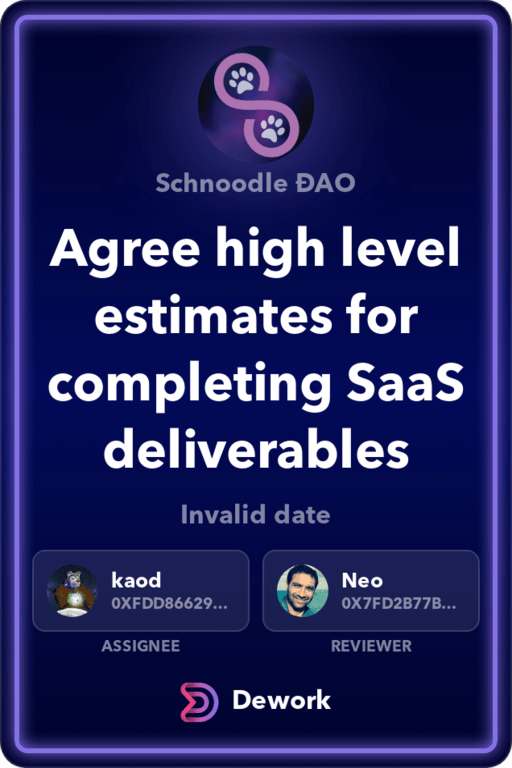 Schnoodle ĐAO
Agree high level
estimates for
completing SaaS
deliverables
Invalid date
kaod
0XFDD86629...
Neo
0X7FD2B77B...
ASSIGNEE
REVIEWER
Dework